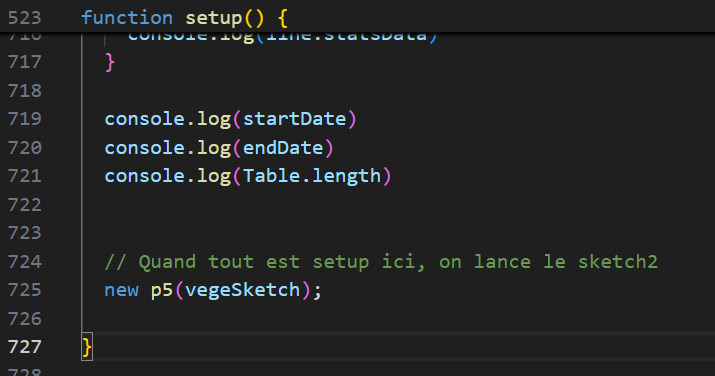 523 function setup() {
716 console.log(line.statsData)
717 }
718
719 console.log(startDate)
720 console.log(endDate)
721 console.log(Table.length)
722
723
724 // Quand tout est setup ici, on lance le sketch2
725 new p5(vegeSketch);
726
727 }
728